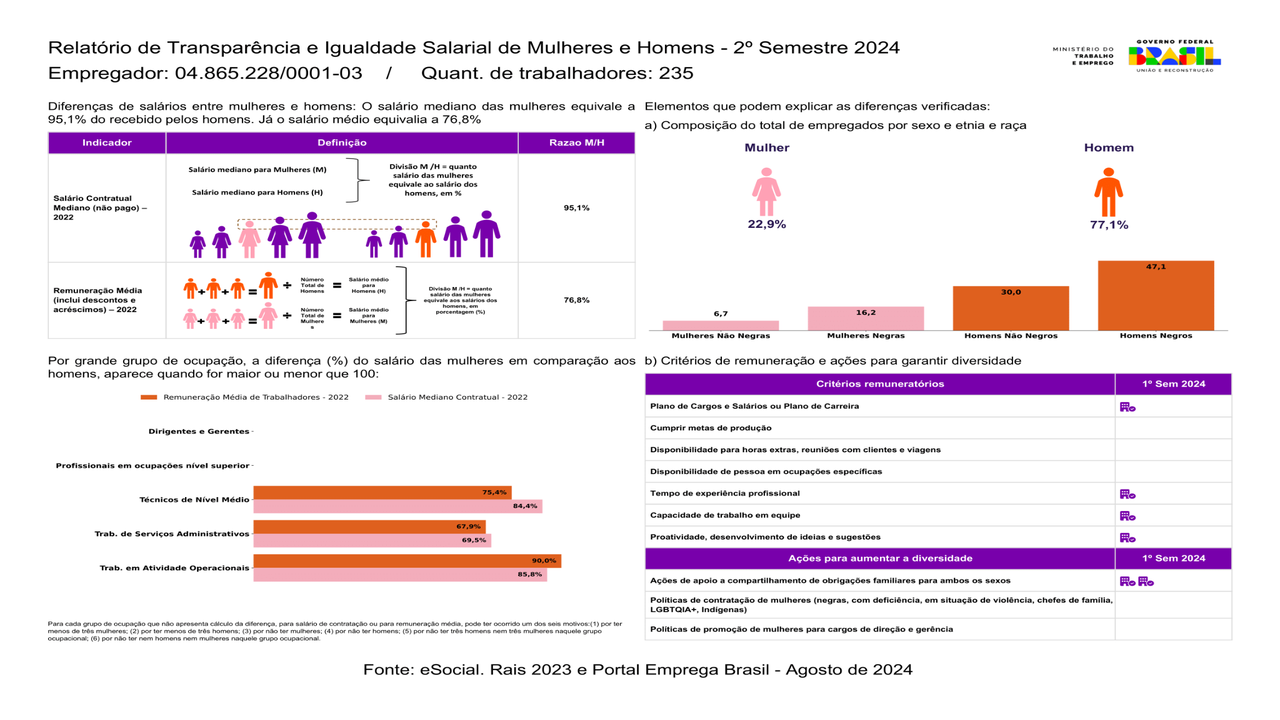 Relatório de Transparência e Igualdade Salarial de Mulheres e Homens - 2º Semestre 2024
Empregador: 04.865.228/0001-03 / Quant. de trabalhadores: 235
MINISTÉRIO DO
TRABALHO
E EMPREGO
GOVERNO FEDERAL
BRASIL
UNIÃO E RECONSTRUÇÃO
Diferenças de salários entre mulheres e homens: O salário mediano das mulheres equivale a
95,1% do recebido pelos homens. Já o salário médio equivalia a 76,8%
Indicador
Definição
Razao M/H
Salário Contratual
Mediano (não pago) –
2022
Salário mediano para Mulheres (M)
Salário mediano para Homens (H)
Divisão M /H = quanto
salário das mulheres
equivale ao salário dos
homens, em %
95,1%
Remuneração Média
(inclui descontos e
acréscimos) – 2022
+ + = ÷
Número
Total de
Homens
=
Salário médio
para
Homens (H)
+ + = ÷
Número
Total de
Mulhere
s
=
Salário médio
para
Mulheres (M)
Divisão M /H = quanto
salário das mulheres
equivale aos salários dos
homens, em
porcentagem (%)
76,8%
Por grande grupo de ocupação, a diferença (%) do salário das mulheres em comparação aos
homens, aparece quando for maior ou menor que 100:
Remuneração Média de Trabalhadores - 2022
Salário Mediano Contratual - 2022
Dirigentes e Gerentes
Profissionais em ocupações nível superior
Técnicos de Nível Médio
75,4%
84,4%
Trab. de Serviços Administrativos
67,9%
69,5%
Trab. em Atividade Operacionais
90,0%
85,8%
Para cada grupo de ocupação que não apresenta cálculo da diferença, para salário de contratação ou para remuneração média, pode ter ocorrido um dos seis motivos:(1) por ter
menos de três mulheres; (2) por ter menos de três homens; (3) por não ter mulheres; (4) por não ter homens; (5) por não três homens nem três mulheres naquele grupo
ocupacional; (6) por não ter nem homens nem mulheres naquele grupo ocupacional.
Elementos que podem explicar as diferenças verificadas:
a) Composição do total de empregados por sexo e etnia e raça
Mulher
Homem
22,9%
77,1%
6,7
16,2
30,0
47,1
Mulheres Não Negras
Mulheres Negras
Homens Não Negros
Homens Negros
b) Critérios de remuneração e ações para garantir diversidade
Critérios remuneratórios
1º Sem 2024
Plano de Cargos e Salários ou Plano de Carreira
Cumprir metas de produção
Disponibilidade para horas extras, reuniões com clientes e viagens
Disponibilidade de pessoa em ocupações específicas
Tempo de experiência profissional
Capacidade de trabalho em equipe
Proatividade, desenvolvimento de ideias e sugestões
Ações para aumentar a diversidade
1º Sem 2024
Ações de apoio a compartilhamento de obrigações familiares para ambos os sexos
Políticas de contratação de mulheres (negras, com deficiência, em situação de violência, chefes de família,
LGBTQIA+, Indígenas)
Políticas de promoção de mulheres para cargos de direção e gerência
Fonte: eSocial. Rais 2023 e Portal Emprega Brasil - Agosto de 2024